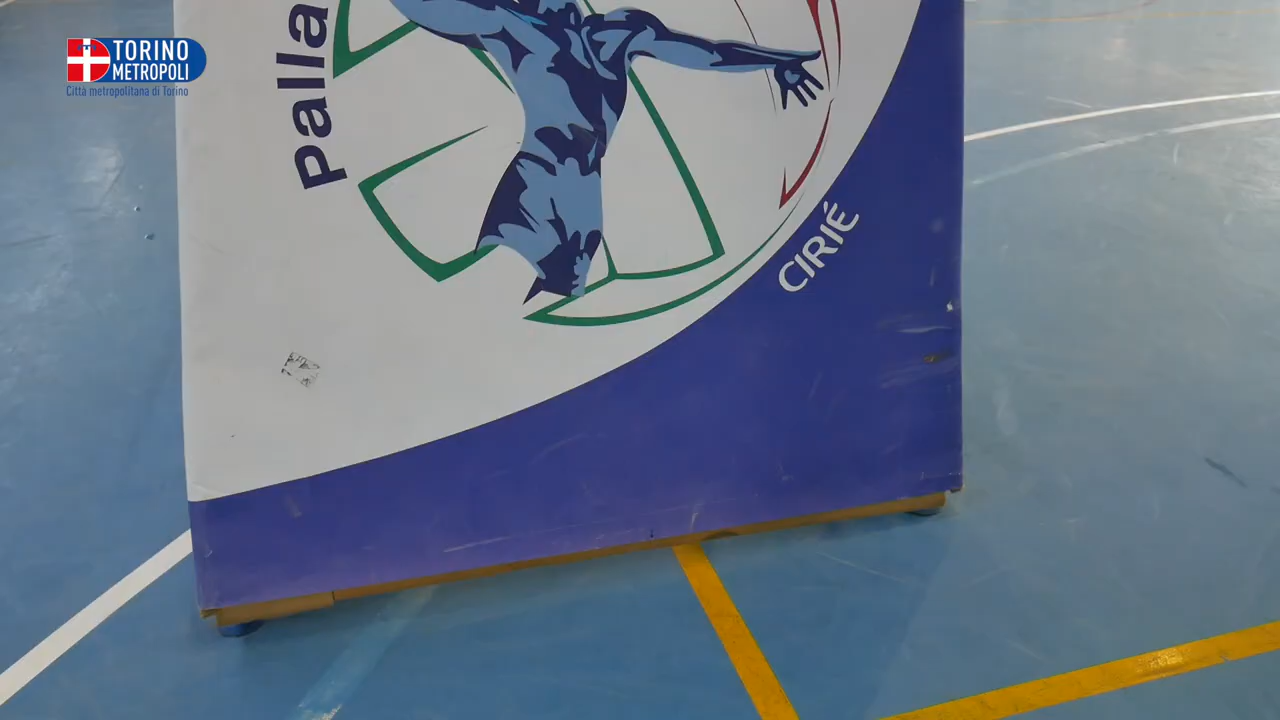 TORINO
METROPOLI
Città metropolitana di Torino
Palla
CIRIÉ